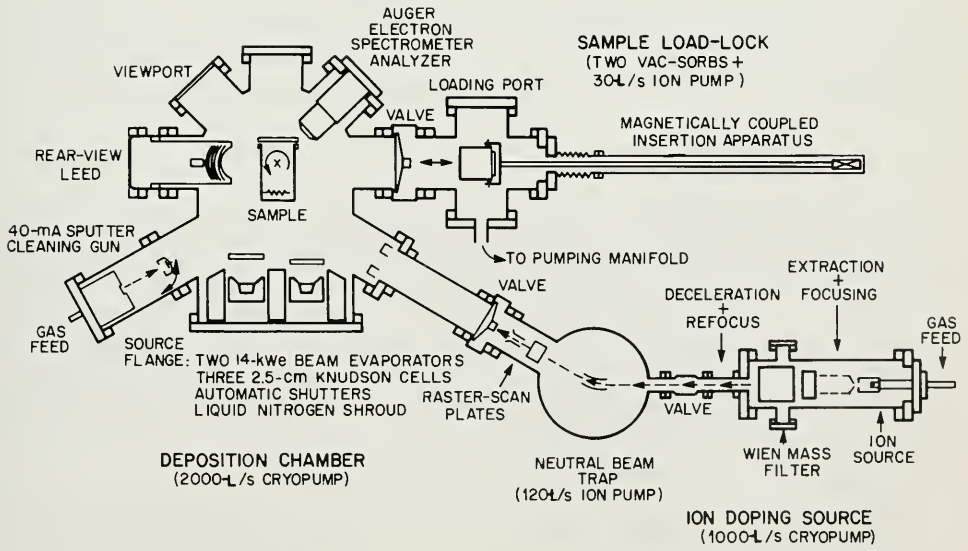 AUGER
ELECTRON
SPECTROMETER
ANALYZER
SAMPLE LOAD-LOCK
(TWO VAC-SORBS +
30-L/s ION PUMP)
VIEWPORT
LOADING PORT
VALVE
MAGNETICALLY COUPLED
INSERTION APPARATUS
REAR-VIEW
LEED
x
SAMPLE
40-mA SPUTTER
CLEANING GUN
TO PUMPING MANIFOLD
VALVE
DECELERATION
+
REFOCUS
EXTRACTION
+
FOCUSING
GAS
FEED
GAS
FEED
SOURCE
FLANGE: TWO 14-kWe BEAM EVAPORATORS
THREE 2.5-cm KNUDSON CELLS
AUTOMATIC SHUTTERS
LIQUID NITROGEN SHROUD
RASTER-SCAN
PLATES
VALVE
WIEN MASS
FILTER
ION
SOURCE
DEPOSITION CHAMBER
(2000-L/s CRYOPUMP)
NEUTRAL BEAM
TRAP
(120L/s ION PUMP)
ION DOPING SOURCE
(1000-L/s CRYOPUMP)